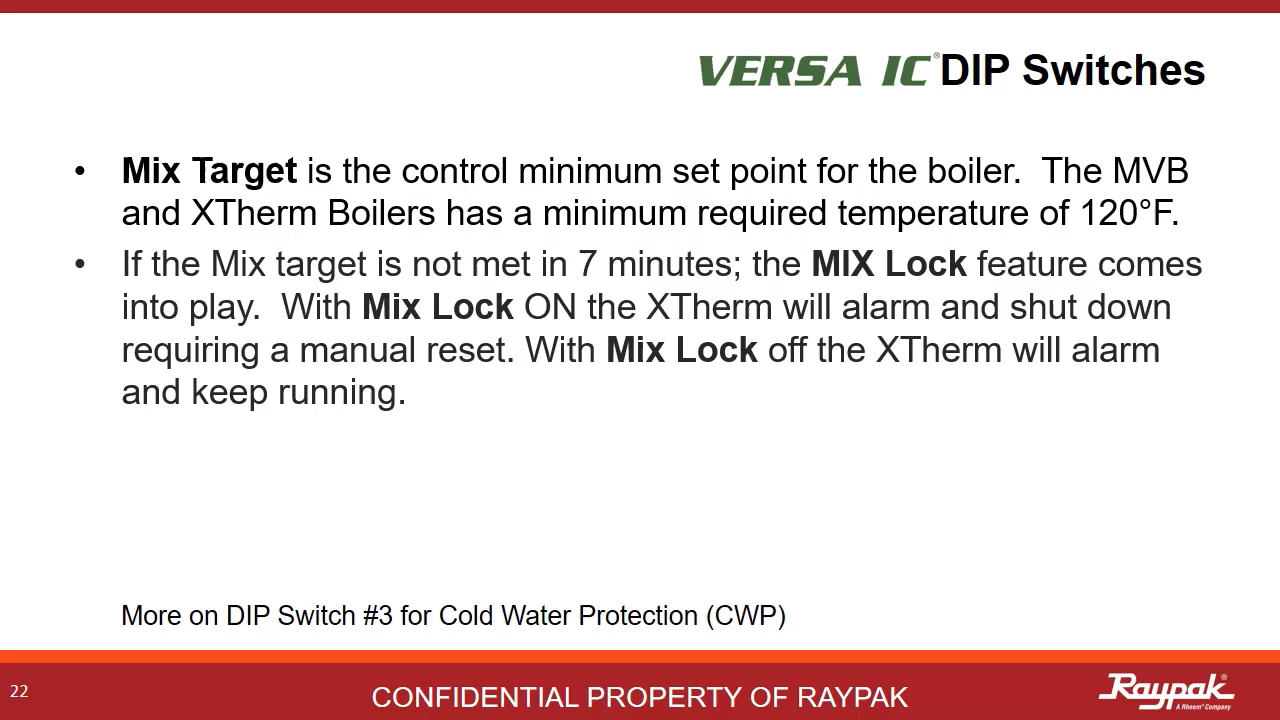 VERSA IC® DIP Switches
• Mix Target is the control minimum set point for the boiler.  The MVB
and XTherm Boilers has a minimum required temperature of 120°F.
• If the Mix target is not met in 7 minutes; the MIX Lock feature comes
into play.  With Mix Lock ON the XTherm will alarm and shut down
requiring a manual reset. With Mix Lock off the XTherm will alarm
and keep running.
More on DIP Switch #3 for Cold Water Protection (CWP)
22
CONFIDENTIAL PROPERTY OF RAYPAK
Raypak®
A Rheem® Company